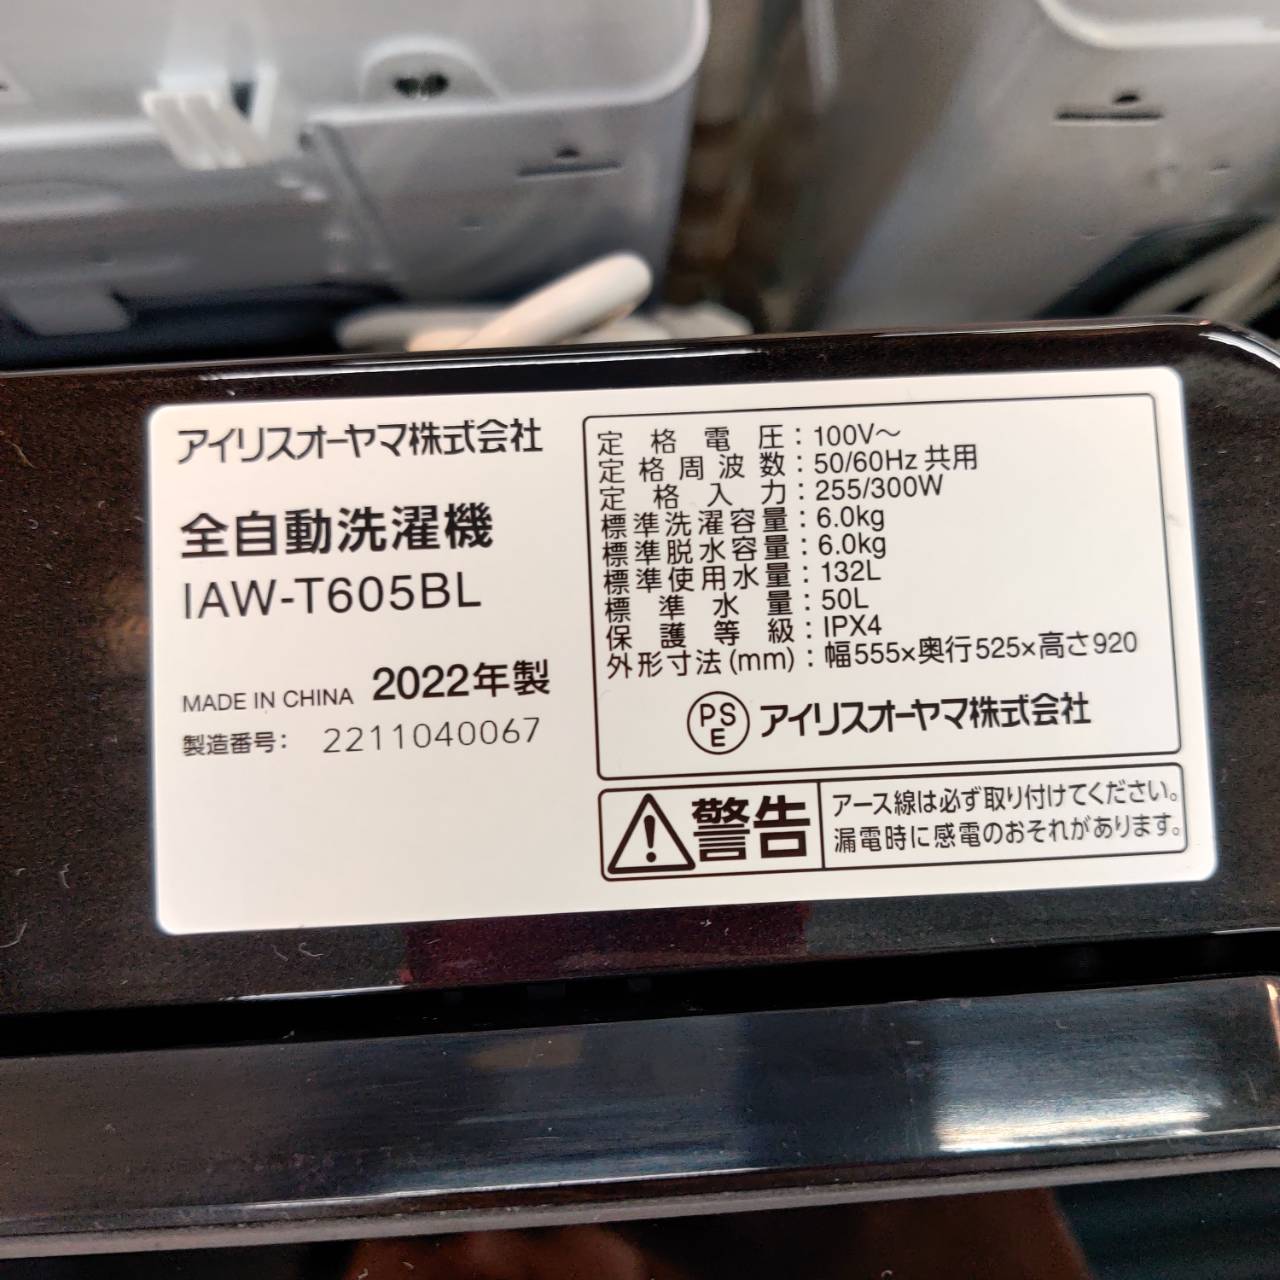 アイリスオーヤマ株式会社
全自動洗濯機
IAW-T605BL
MADE IN CHINA 2022年製
製造番号: 2211040067
定格電圧:100V～
定格周波数:50/60Hz共用
定格入力:255/300W
標準洗濯容量:6.0kg
標準脱水容量:6.0kg
標準使用水量:132L
標準水量:50L
保護等級:IPX4
外形寸法(mm):幅555×奥行525×高さ920
PSE アイリスオーヤマ株式会社
警告
アース線は必ず取り付けてください。
漏電時に感電のおそれがあります。